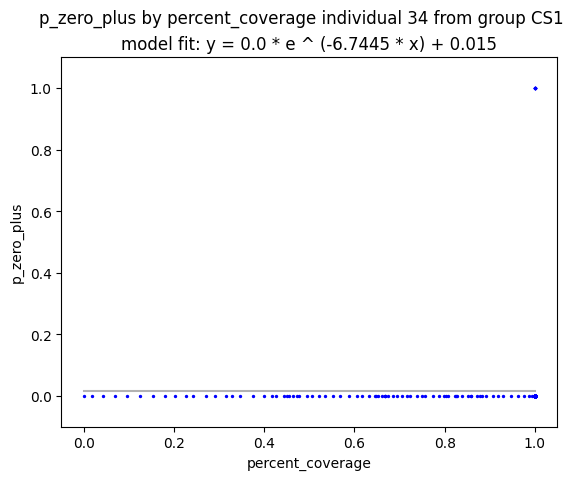 p_zero_plus by percent_coverage individual 34 from group CS1
model fit: y = 0.0 * e ^ (-6.7445 * x) + 0.015
1.0
0.8
0.6
0.4
0.2
0.0
p_zero_plus
0.0 0.2 0.4 0.6 0.8 1.0
percent_coverage